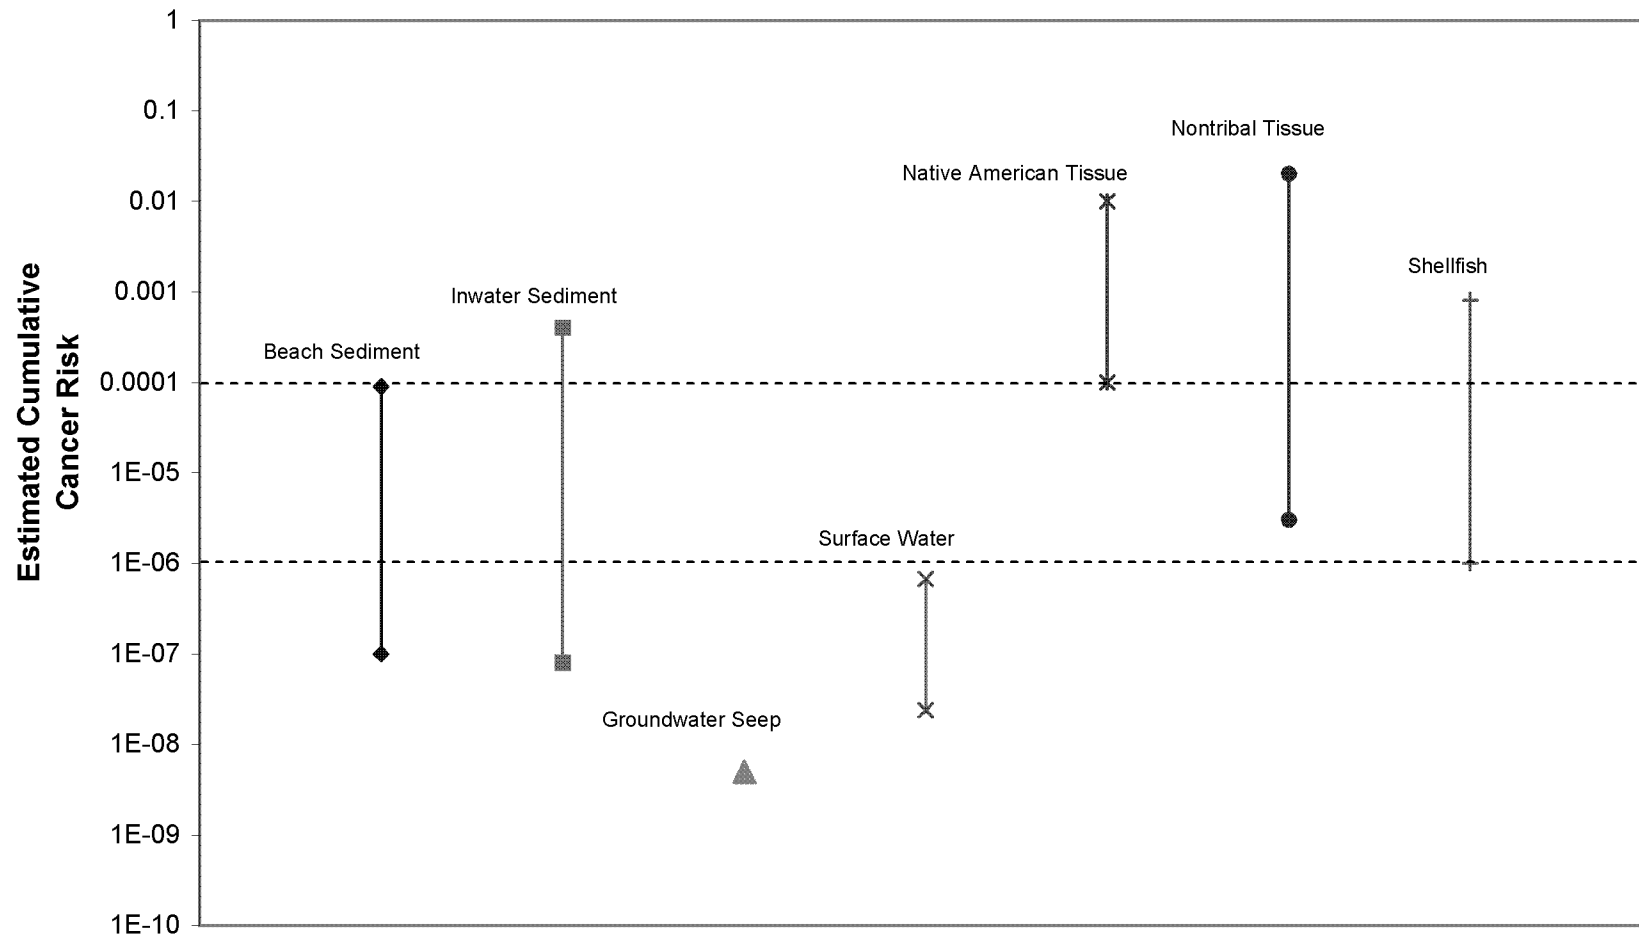 1
0.1
Nontribal Tissue
Native American Tissue
0.01
Shellfish
0.001
Inwater Sediment
Beach Sediment
0.0001
Estimated Cumulative
Cancer Risk
1E-05
Surface Water
1E-06
1E-07
Groundwater Seep
1E-08
1E-09
1E-10